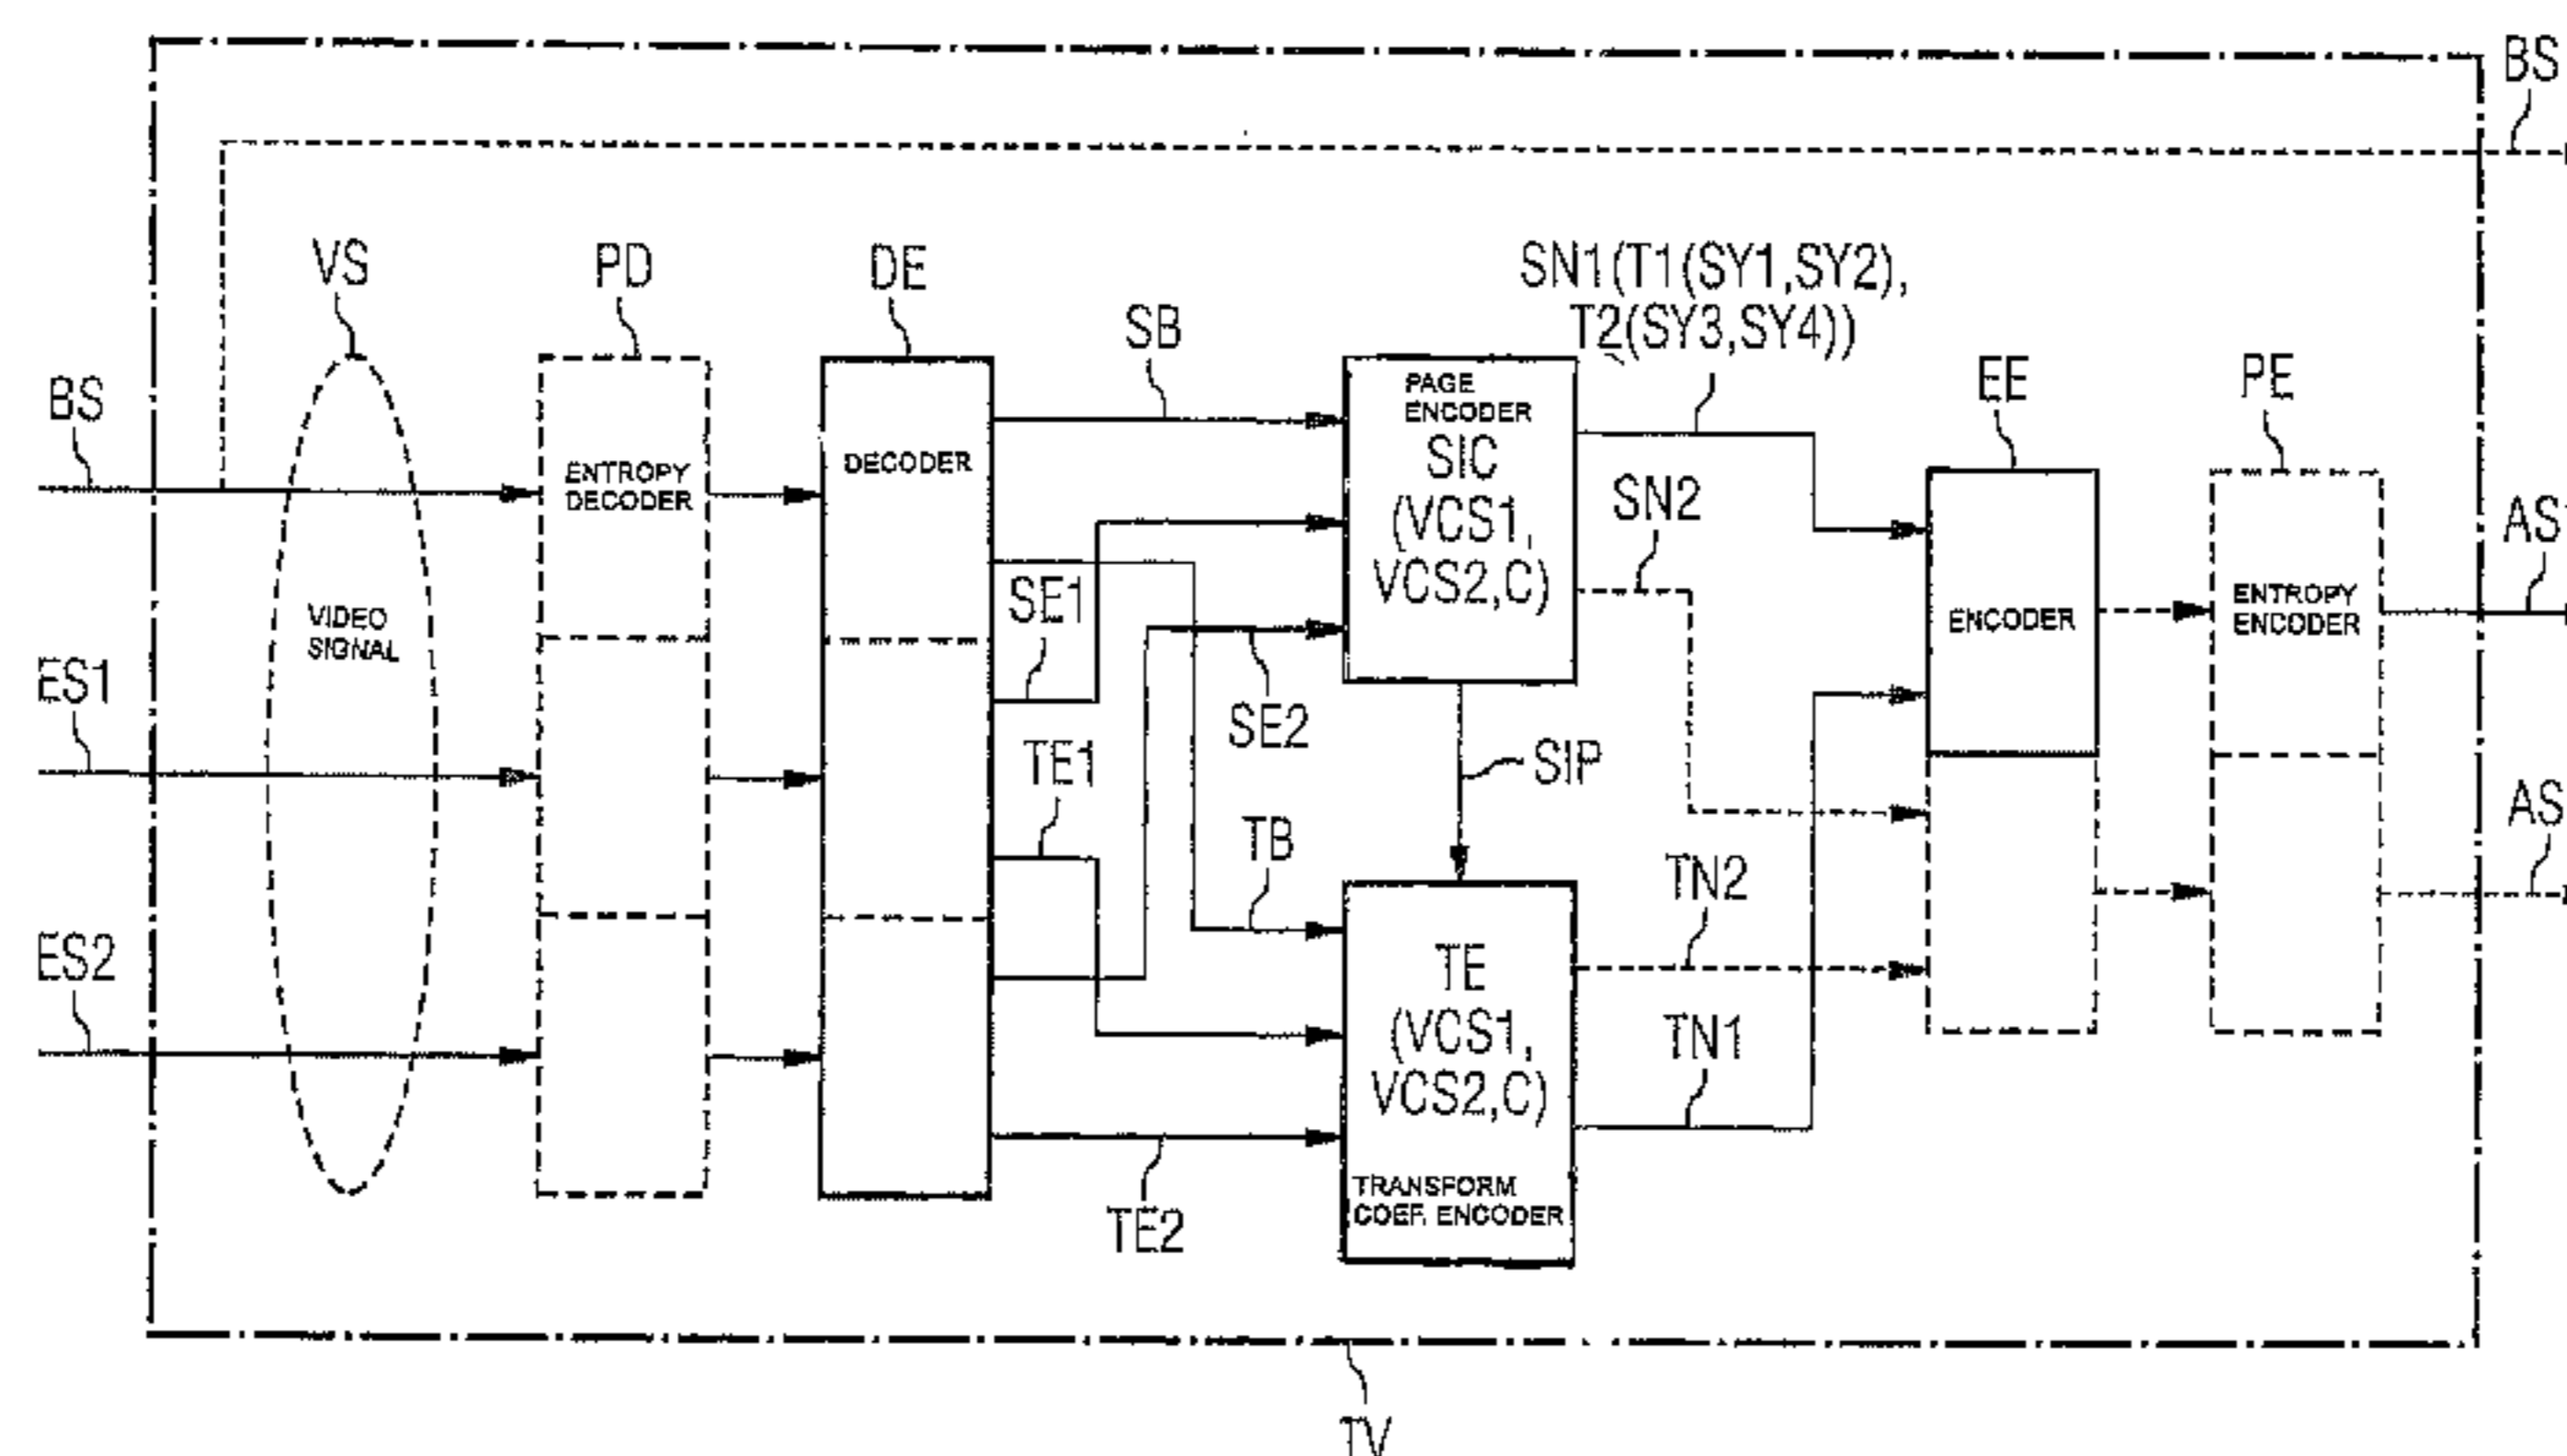 BS
VS
PD
DE
SN1(T1(SY1,SY2),
T2(SY3,SY4))
SB
EE
PE
BS
PAGE
ENCODER
SIC
(VCS1,
VCS2,C)
ENTROPY
DECODER
DECODER
SN2
AS1
SE1
VIDEO
SIGNAL
ENCODER
ENTROPY
ENCODER
ES1
SE2
TE1
SIP
AS
TB
TN2
ES2
TE
(VCS1,
VCS2,C)
TN1
TRANSFORM
COEF. ENCODER
TE2
TV